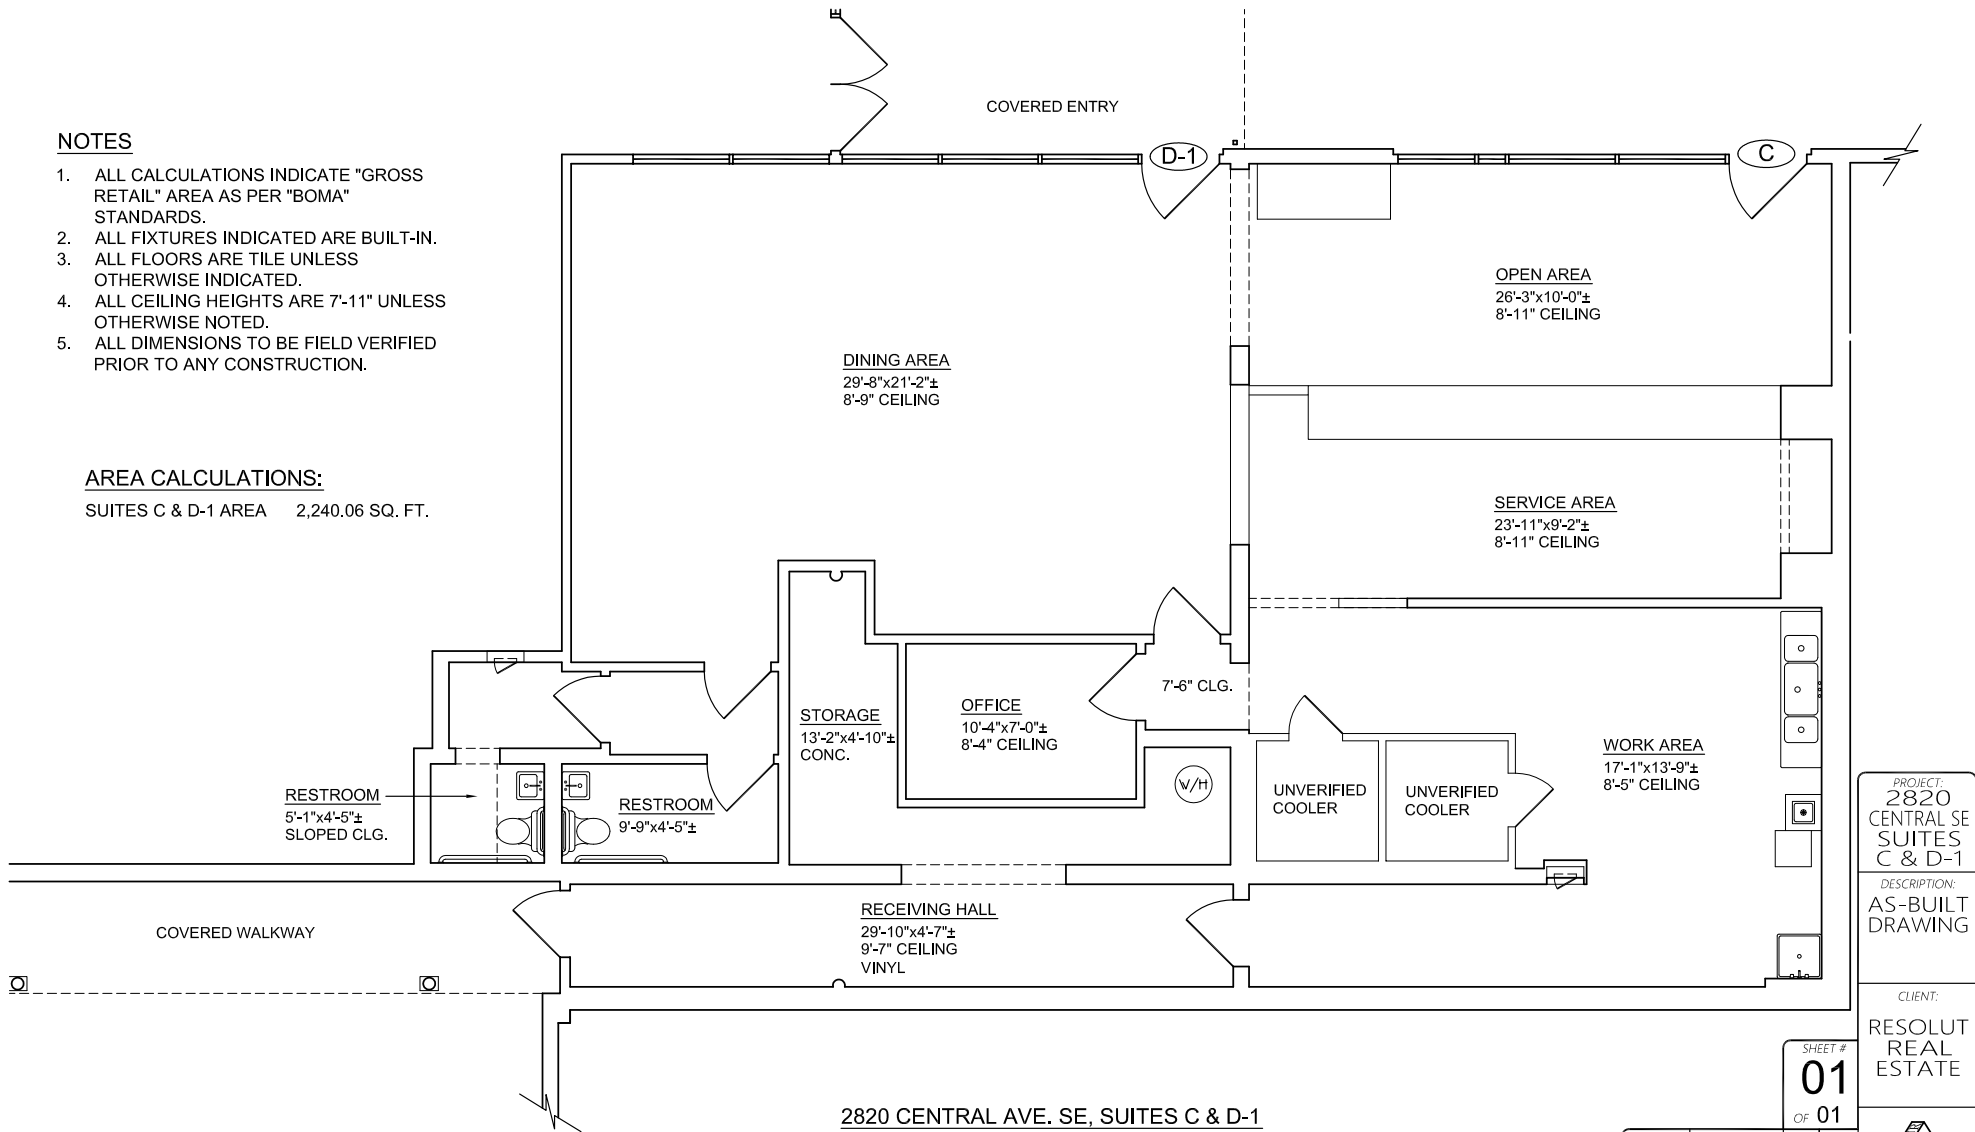 COVERED ENTRY
D-1
C
NOTES
1. ALL CALCULATIONS INDICATE "GROSS
RETAIL" AREA AS PER "BOMA"
STANDARDS.
2. ALL FIXTURES INDICATED ARE BUILT-IN.
3. ALL FLOORS ARE TILE UNLESS
OTHERWISE INDICATED.
4. ALL CEILING HEIGHTS ARE 7'-11" UNLESS
OTHERWISE NOTED.
5. ALL DIMENSIONS TO BE FIELD VERIFIED
PRIOR TO ANY CONSTRUCTION.
AREA CALCULATIONS:
SUITES C & D-1 AREA 2,240.06 SQ. FT.
DINING AREA
29'-8"x21'-2"±
8'-9" CEILING
OPEN AREA
26'-3"x10'-0"±
8'-11" CEILING
SERVICE AREA
23'-11"x9'-2"±
8'-11" CEILING
STORAGE
13'-2"x4'-10"±
CONC.
OFFICE
10'-4"x7'-0"±
8'-4" CEILING
7'-6" CLG.
W/H
UNVERIFIED
COOLER
UNVERIFIED
COOLER
WORK AREA
17'-1"x13'-9"±
8'-5" CEILING
RESTROOM
5'-1"x4'-5"±
SLOPED CLG.
RESTROOM
9'-9"x4'-5"±
COVERED WALKWAY
RECEIVING HALL
29'-10"x4'-7"±
9'-7" CEILING
VINYL
2820 CENTRAL AVE. SE, SUITES C & D-1
PROJECT:
2820
CENTRAL SE
SUITES
C & D-1
DESCRIPTION:
AS-BUILT
DRAWING
CLIENT:
RESOLUT
REAL
ESTATE
SHEET #
01
OF 01